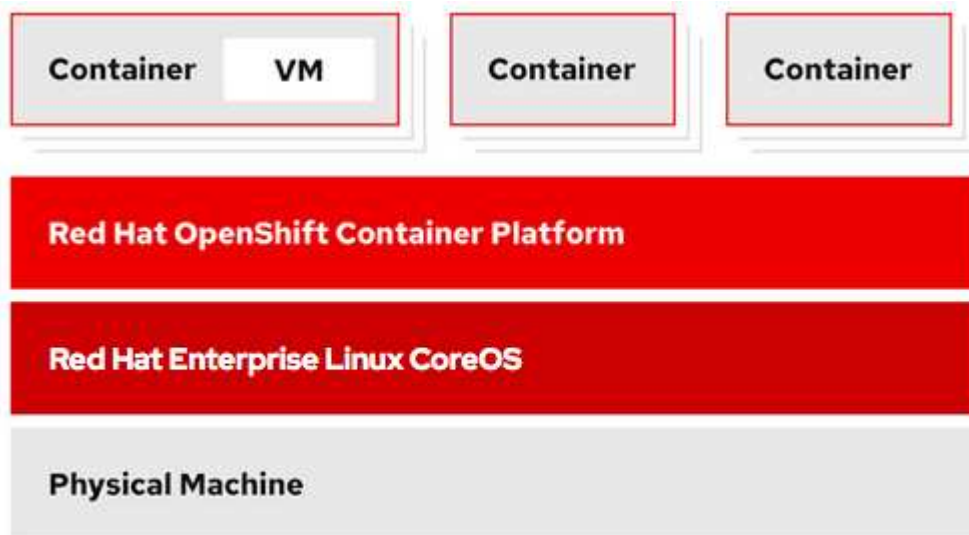 Container VM Container Container
Red Hat OpenShift Container Platform
Red Hat Enterprise Linux CoreOS
Physical Machine